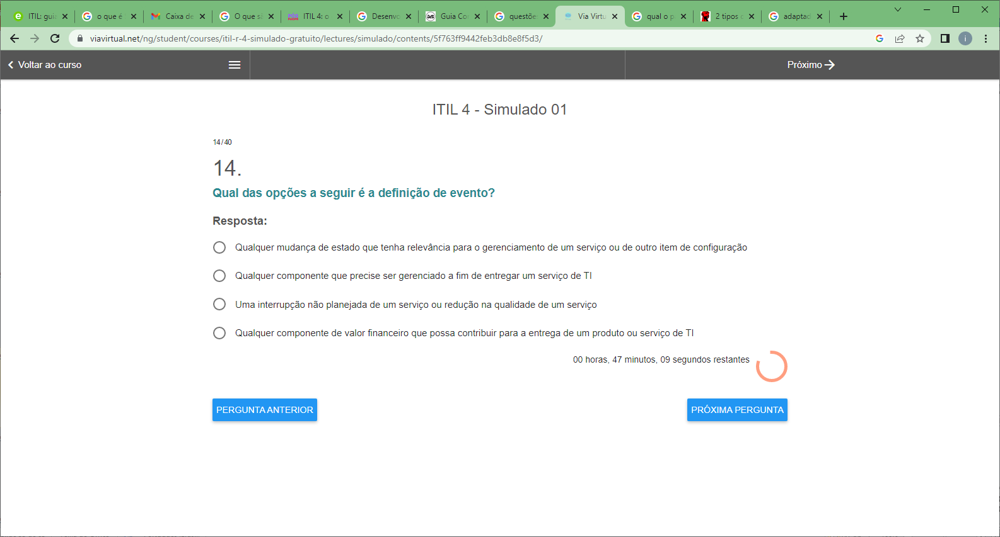 ITIL: guia
o que é
Caixa de
O que sã
ITIL 4: o
Desenvo
Guia Co
questões
Via Virtu
qual o p
2 tipos
adaptad
viavirtual.net/ng/student/courses/itil-r-4-simulado-gratuito/lectures/simulado/contents/5f763ff9442feb3db8e8f5d3/
i
Voltar ao curso
Próximo
ITIL 4 - Simulado 01
14/40
14.
Qual das opções a seguir é a definição de evento?
Resposta:
Qualquer mudança de estado que tenha relevância para o gerenciamento de um serviço ou de outro item de configuração
Qualquer componente que precise ser gerenciado a fim de entregar um serviço de TI
Uma interrupção não planejada de um serviço ou redução na qualidade de um serviço
Qualquer componente de valor financeiro que possa contribuir para a entrega de um produto ou serviço de TI
00 horas, 47 minutos, 09 segundos restantes
PERGUNTA ANTERIOR
PRÓXIMA PERGUNTA